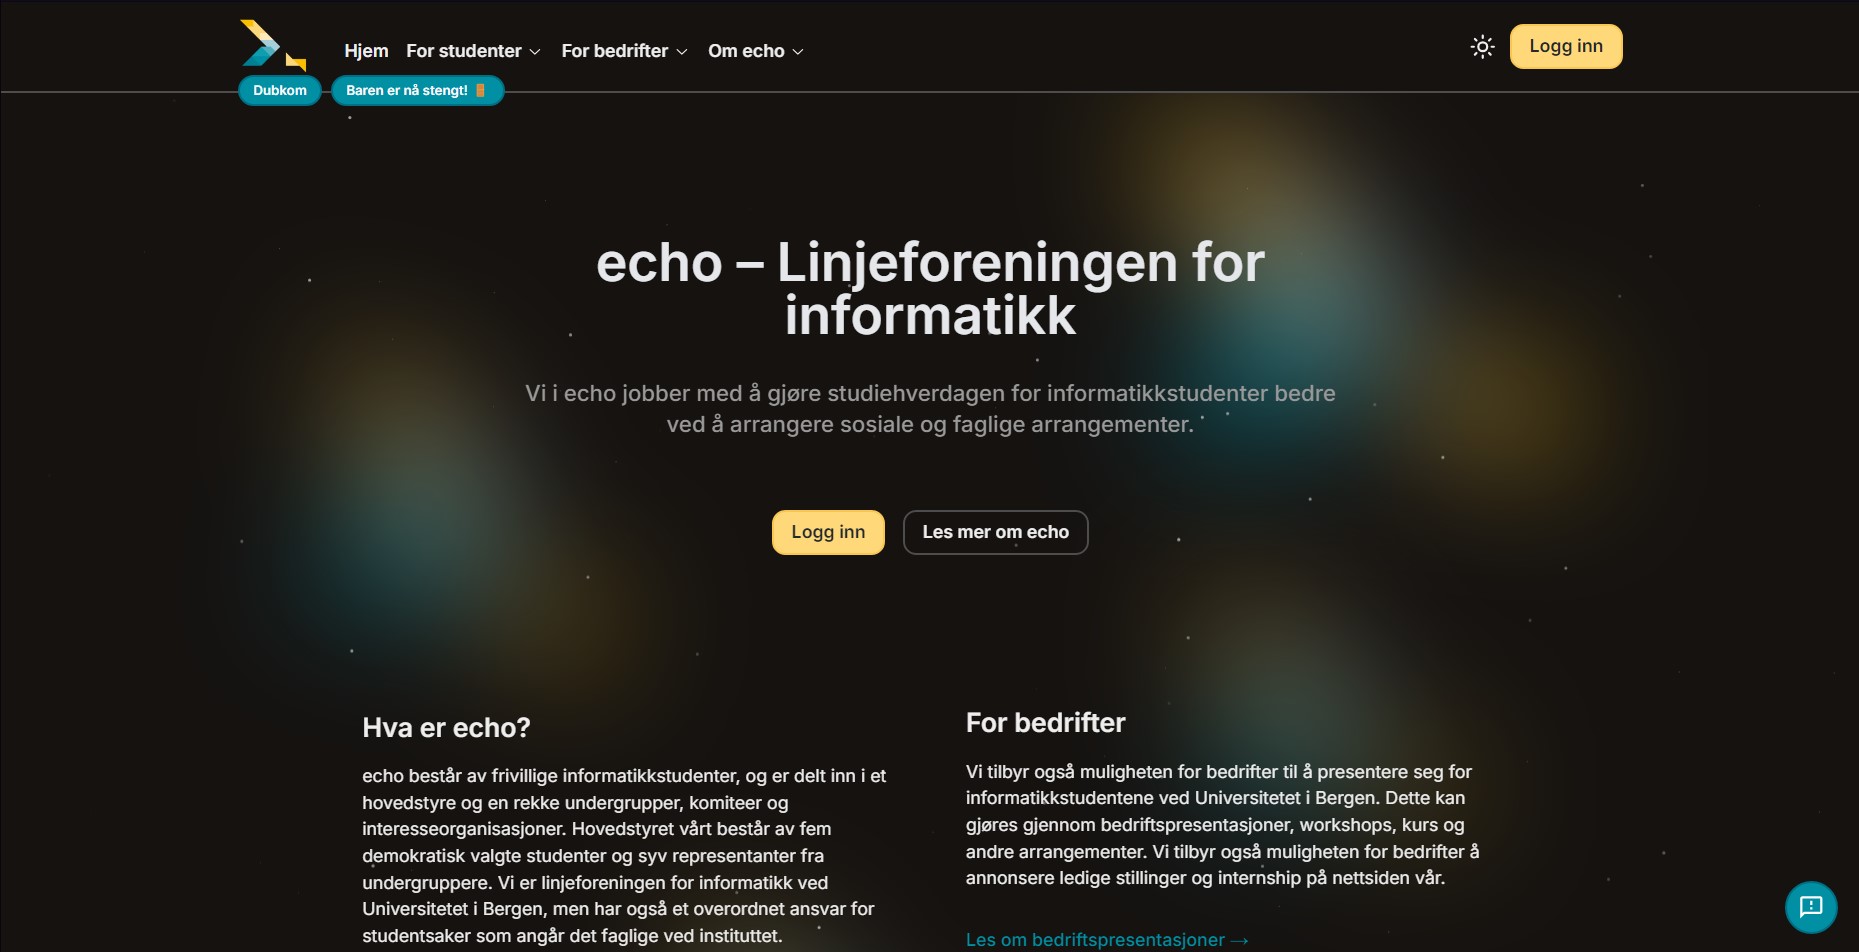 Hjem For studenter For bedrifter Om echo Logg inn
Dubkom Baren er nå stengt! 🚪
echo – Linjeforeningen for
informatikk
Vi i echo jobber med å gjøre studiehverdagen for informatikkstudenter bedre
ved å arrangere sosiale og faglige arrangementer.
Logg inn Les mer om echo
Hva er echo?
echo består av frivillige informatikkstudenter, og er delt inn i et
hovedstyre og en rekke undergrupper, komiteer og
interesseorganisasjoner. Hovedstyret vårt består av fem
demokratisk valgte studenter og syv representanter fra
undergruppere. Vi er linjeforeningen for informatikk ved
Universitetet i Bergen, men har også et overordnet ansvar for
studentsaker som angår det faglige ved instituttet.
For bedrifter
Vi tilbyr også muligheten for bedrifter til å presentere seg for
informatikkstudentene ved Universitetet i Bergen. Dette kan
gjøres gjennom bedriftspresentasjoner, workshops, kurs og
andre arrangementer. Vi tilbyr også muligheten for bedrifter å
annonsere ledige stillinger og internship på nettsiden vår.
Les om bedriftspresentasjoner →